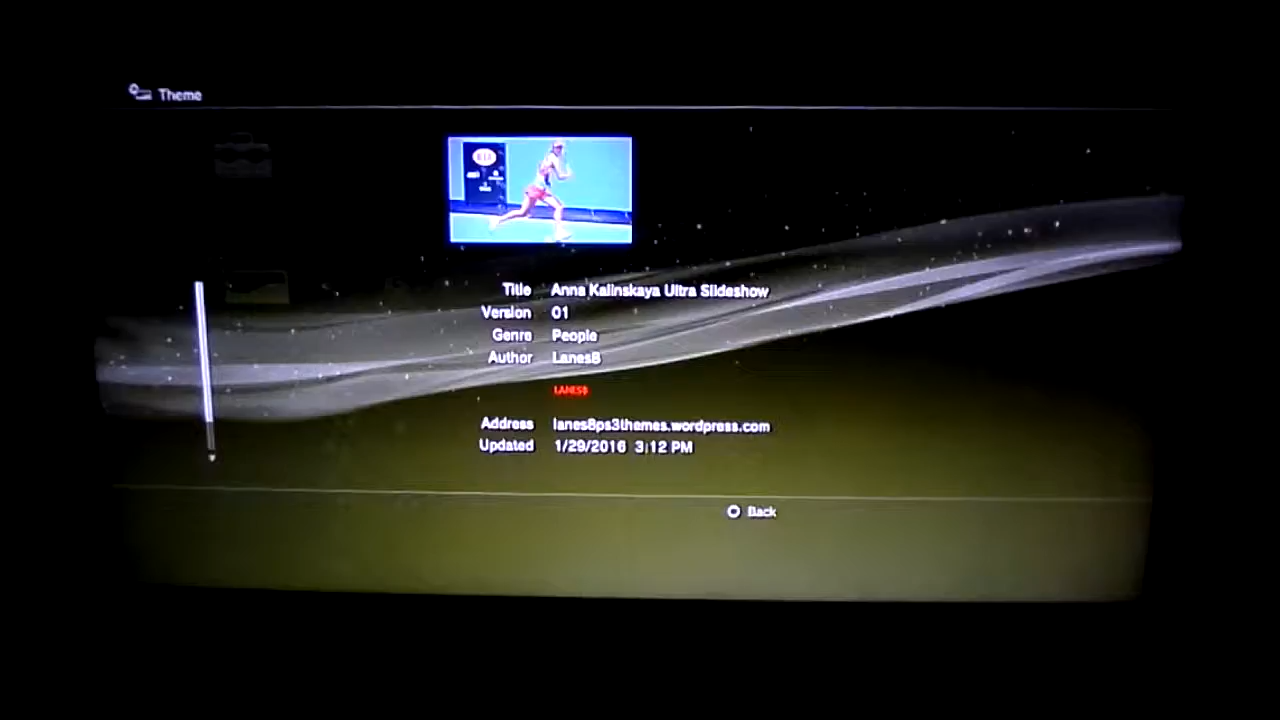 Theme
KIA
Title Anna Kalinskaya Ultra Slideshow
Version 01
Genre People
Author Lanes8
LANES8
Address lanes8ps3themes.wordpress.com
Updated 1/29/2016 3:12 PM
Back